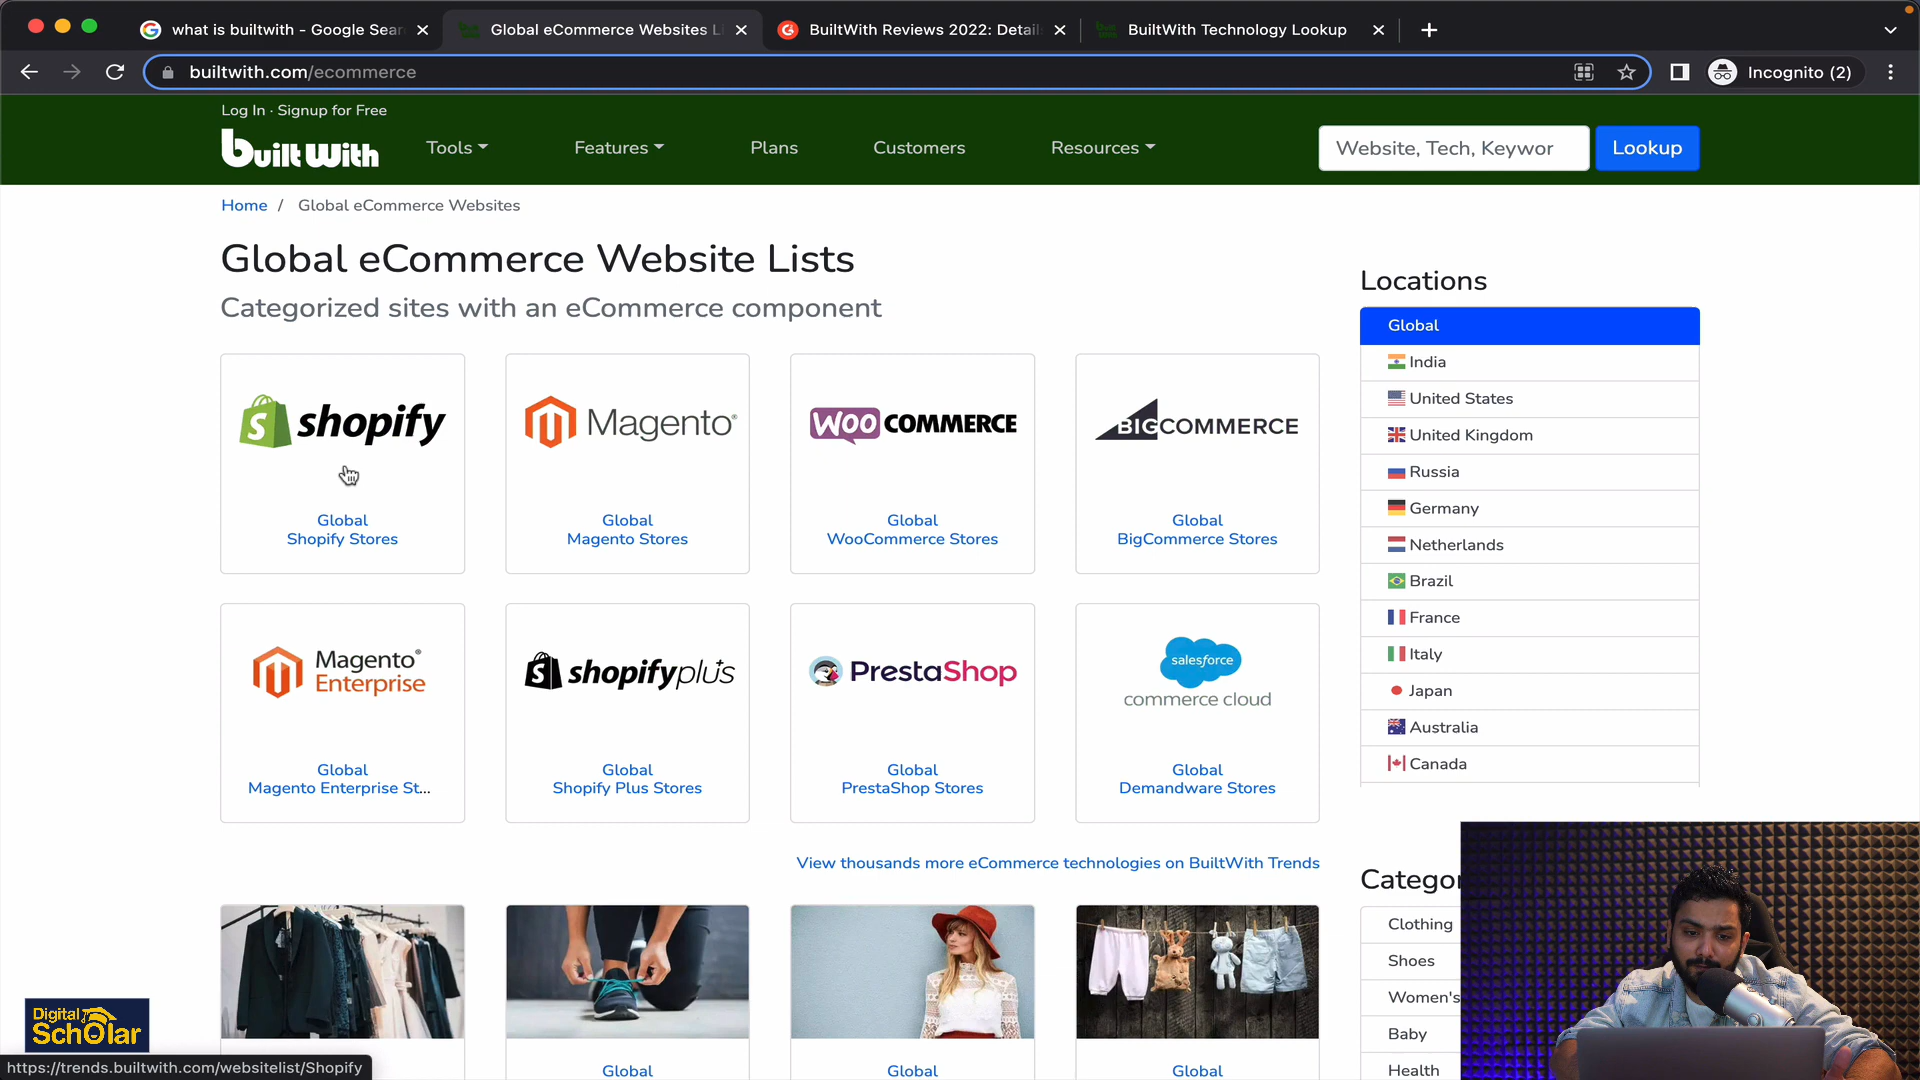 what is builtwith - Google Sear
Global eCommerce Websites Li
BuiltWith Reviews 2022: Detail
BuiltWith Technology Lookup
builtwith.com/ecommerce
Incognito (2)
Log In · Signup for Free
built with
Tools
Features
Plans
Customers
Resources
Website, Tech, Keywor
Lookup
Home / Global eCommerce Websites
Global eCommerce Website Lists
Categorized sites with an eCommerce component
shopify
Global
Shopify Stores
Magento®
Global
Magento Stores
WOO COMMERCE
Global
WooCommerce Stores
BIGCOMMERCE
Global
BigCommerce Stores
Magento®
Enterprise
Global
Magento Enterprise St...
shopifyplus
Global
Shopify Plus Stores
PrestaShop
Global
PrestaShop Stores
salesforce
commerce cloud
Global
Demandware Stores
View thousands more eCommerce technologies on BuiltWith Trends
Global
Global
Global
Locations
Global
India
United States
United Kingdom
Russia
Germany
Netherlands
Brazil
France
Italy
Japan
Australia
Canada
Categor
Clothing
Shoes
Women's
Baby
Health
Digital
SchOlar
https://trends.builtwith.com/websitelist/Shopify